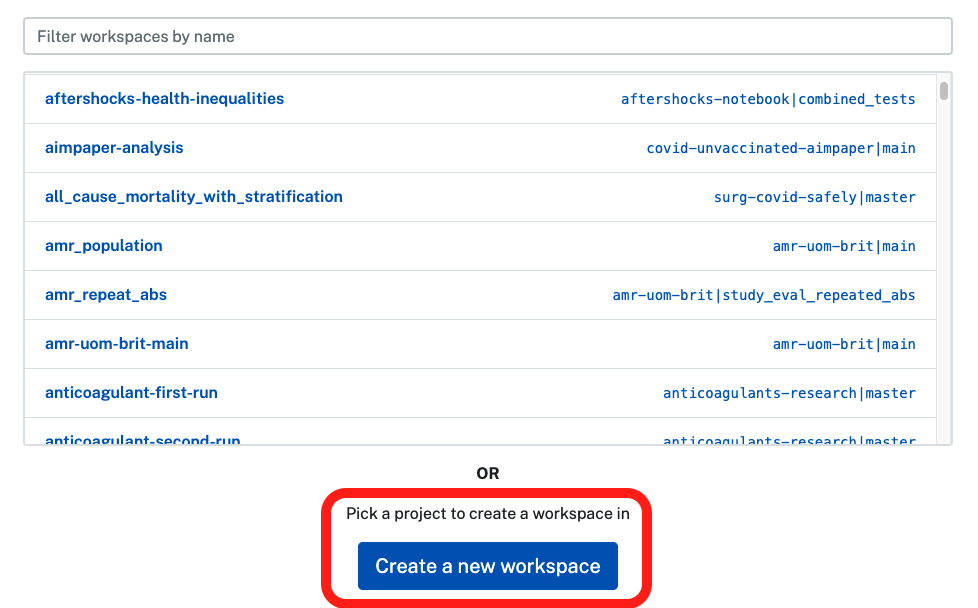 Filter workspaces by name
aftershocks-health-inequalities aftershocks-notebook|combined_tests
aimpaper-analysis covid-unvaccinated-aimpaper|main
all_cause_mortality_with_stratification surg-covid-safely|master
amr_population amr-uom-brit|main
amr_repeat_abs amr-uom-brit|study_eval_repeated_abs
amr-uom-brit-main amr-uom-brit|main
anticoagulant-first-run anticoagulants-research|master
anticoagulant-second-run anticoagulants-research|master
OR
Pick a project to create a workspace in
Create a new workspace